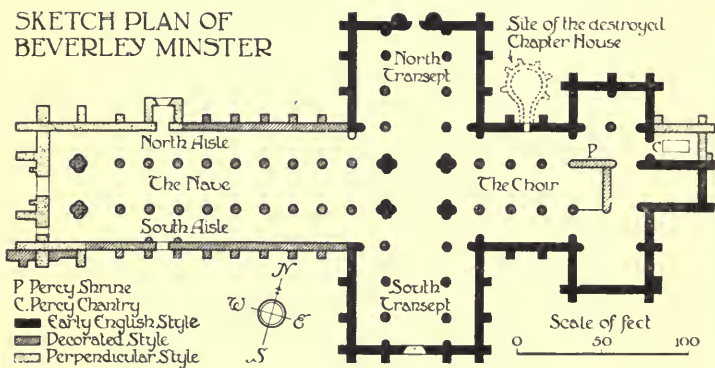 SKETCH PLAN OF
BEVERLEY MINSTER
Site of the destroyed
Chapter House
North
Transept
North Aisle
The Nave
South Aisle
The Choir
P
C
South
Transept
N
W
E
S
P Percy Shrine
C. Percy Chantry
Early English Style
Decorated Style
Perpendicular Style
Scale of feet
0 50 100